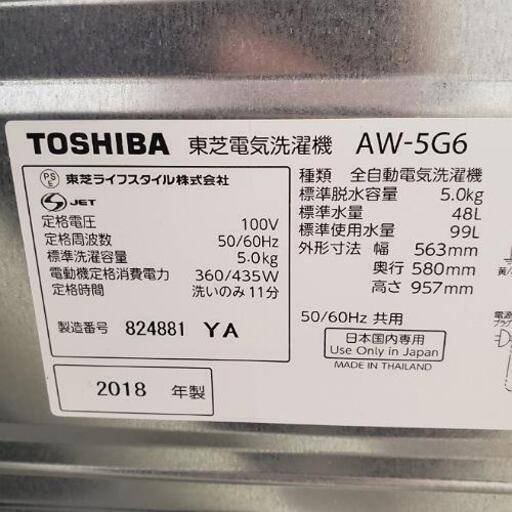 TOSHIBA 東芝電気洗濯機 AW-5G6
PS E 東芝ライフスタイル株式会社
S JET
定格電圧 100V
定格周波数 50/60Hz
標準洗濯容量 5.0kg
電動機定格消費電力 360/435W
定格時間 洗いのみ11分
製造番号 824881 YA
2018 年製
種類 全自動電気洗濯機
標準脱水容量 5.0kg
標準水量 48L
標準使用水量 99L
外形寸法 幅 563mm
奥行 580mm
高さ 957mm
50/60Hz 共用
日本国内専用
Use Only in Japan
MADE IN THAILAND
電源
プラグ